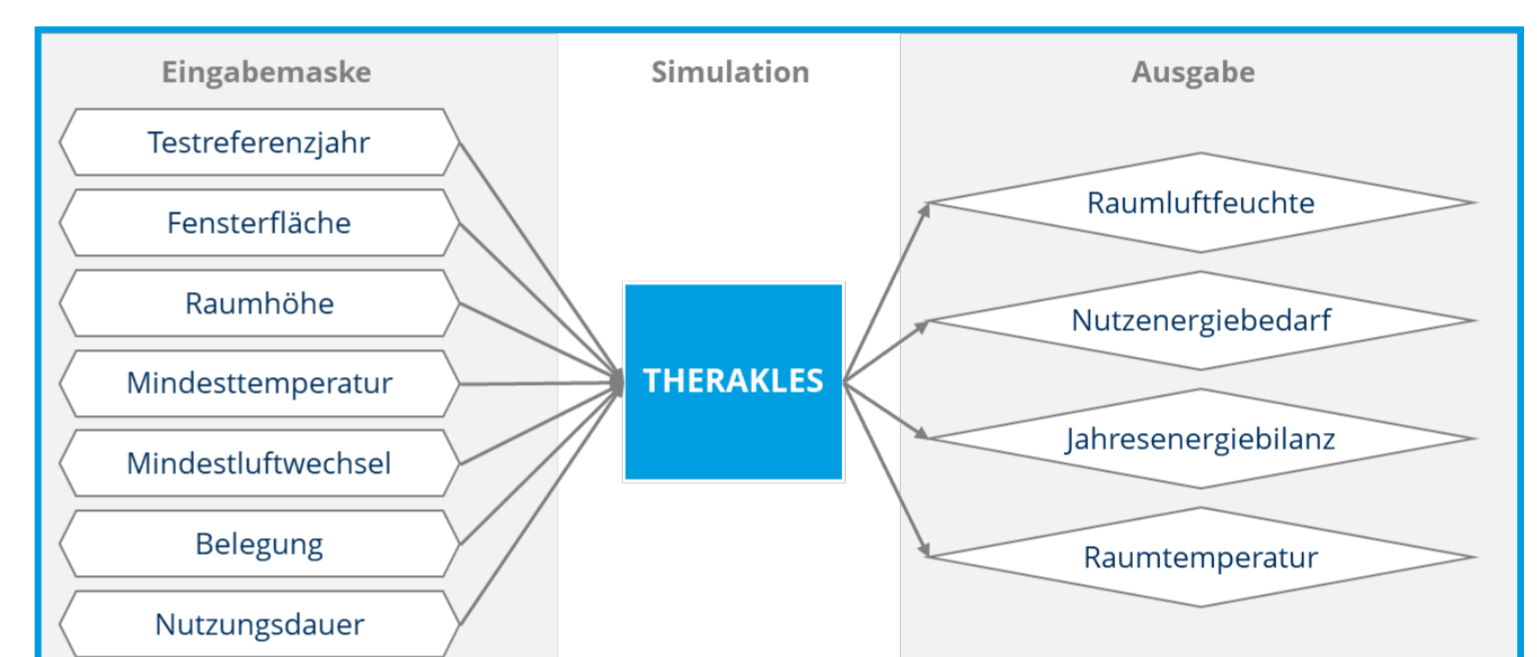 Eingabemaske
Simulation
Ausgabe
Testreferenzjahr
Fensterfläche
Raumhöhe
Mindesttemperatur
Mindestluftwechsel
Belegung
Nutzungsdauer
THERAKLES
Raumluftfeuchte
Nutzenergiebedarf
Jahresenergiebilanz
Raumtemperatur